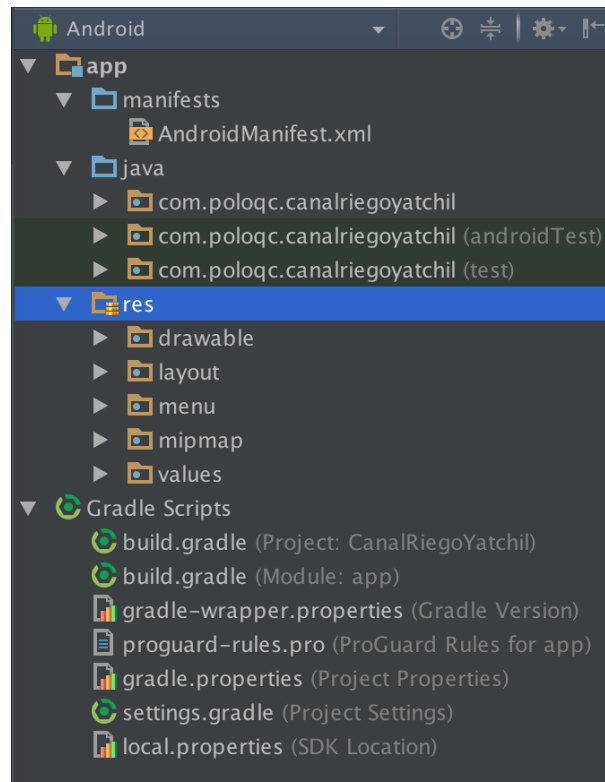 Android
app
manifests
AndroidManifest.xml
java
com.poloqc.canalriegoyatchil
com.poloqc.canalriegoyatchil (androidTest)
com.poloqc.canalriegoyatchil (test)
res
drawable
layout
menu
mipmap
values
Gradle Scripts
build.gradle (Project: CanalRiegoYatchil)
build.gradle (Module: app)
gradle-wrapper.properties (Gradle Version)
proguard-rules.pro (ProGuard Rules for app)
gradle.properties (Project Properties)
settings.gradle (Project Settings)
local.properties (SDK Location)